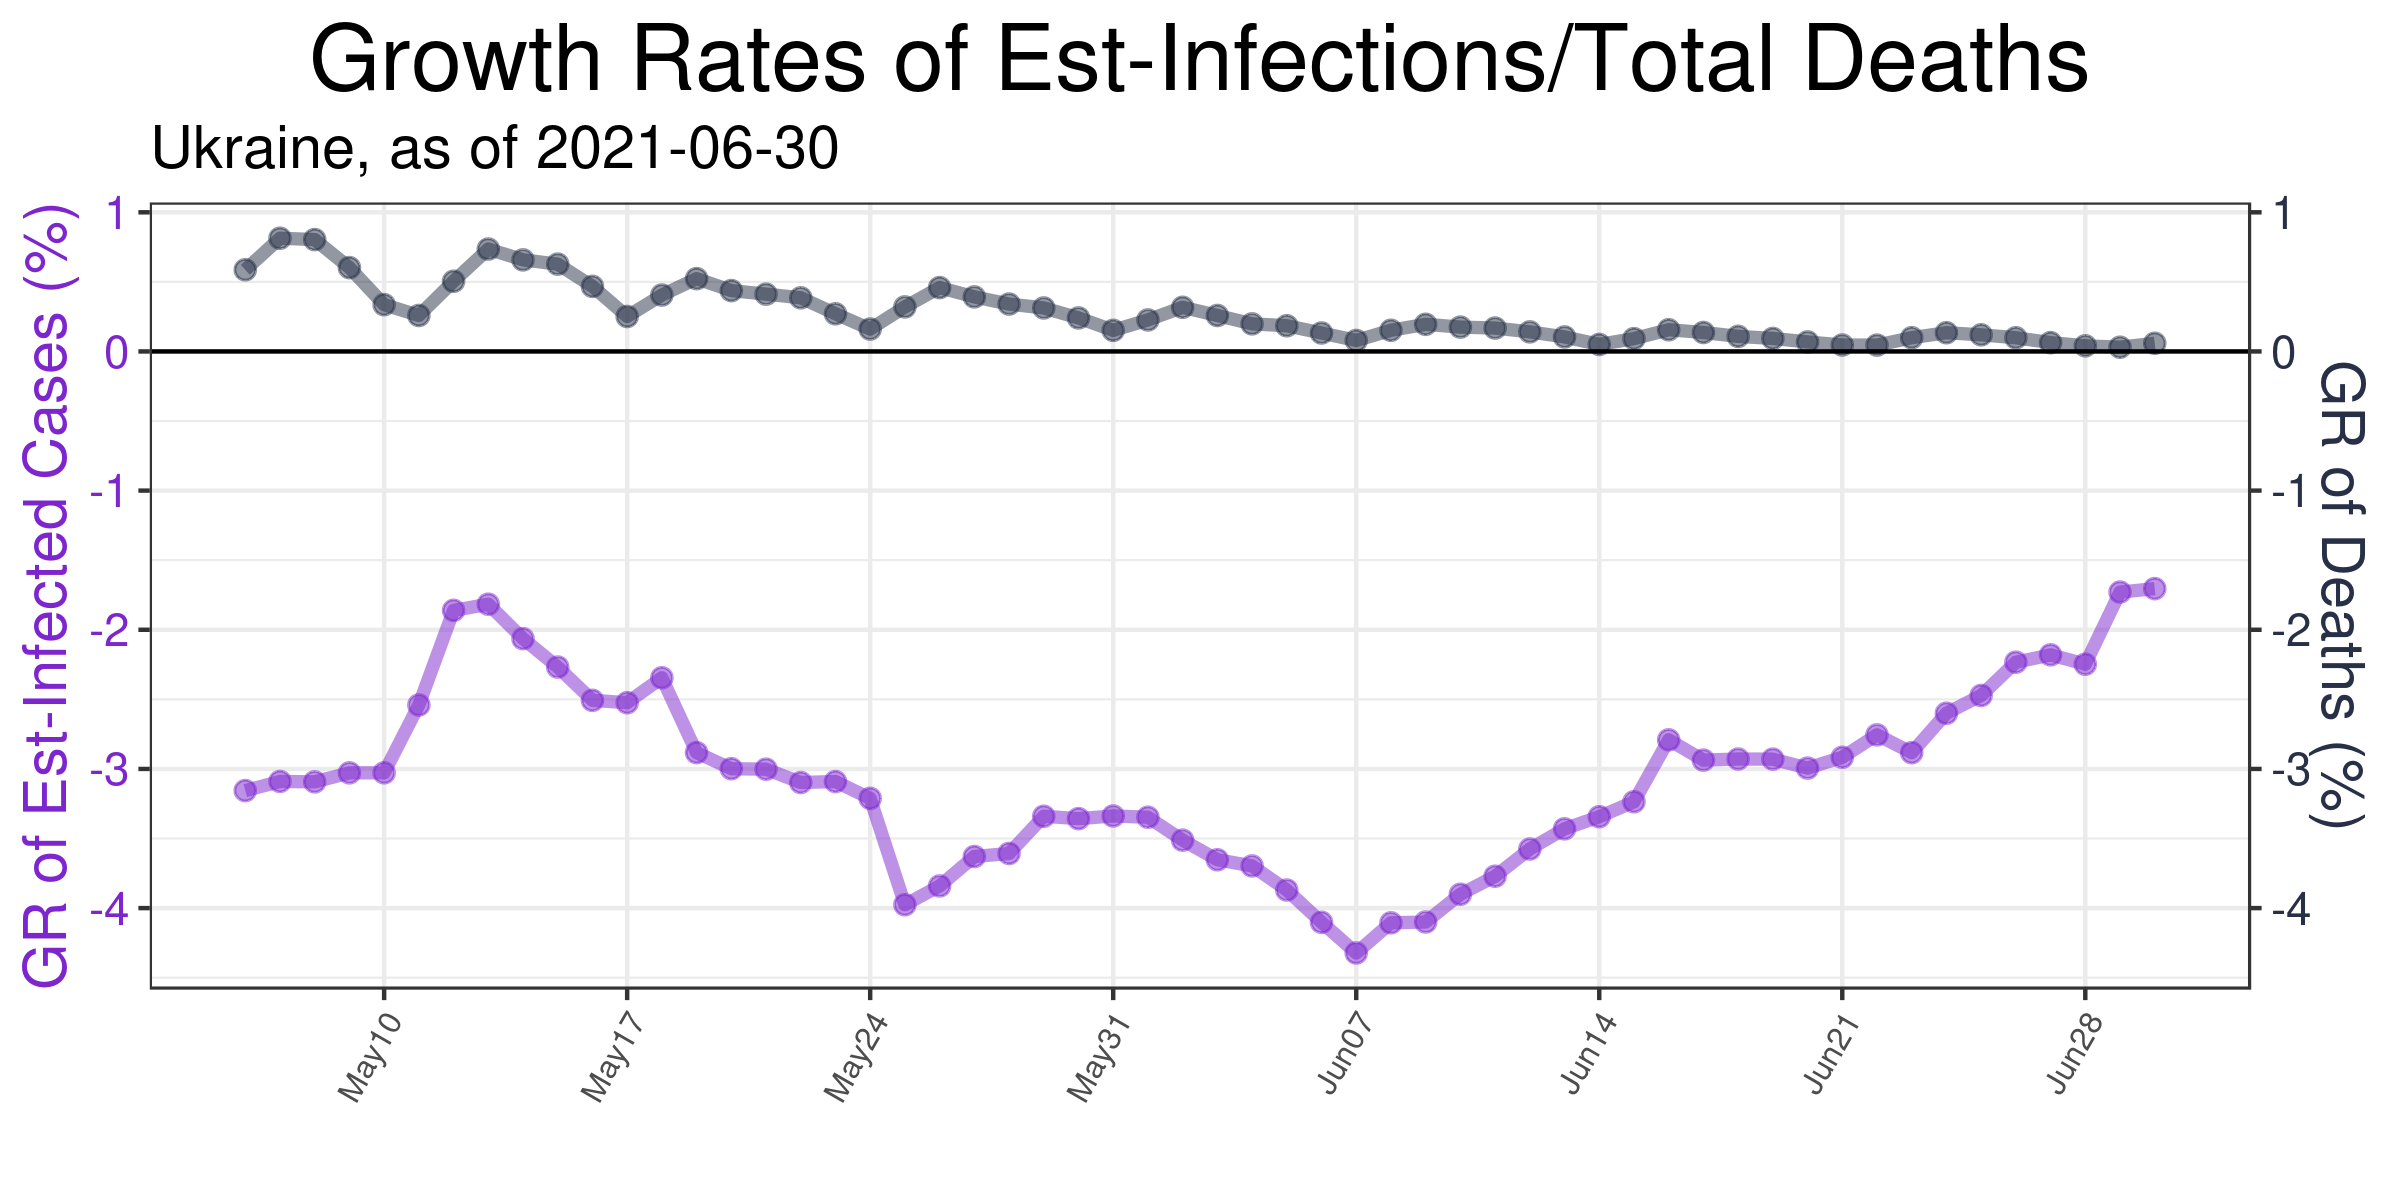 Growth Rates of Est-Infections/Total Deaths
Ukraine, as of 2021-06-30
GR of Est-Infected Cases (%)
1
0
-1
-2
-3
-4
1
0
-1
-2
-3
-4
GR of Deaths (%)
May10
May17
May24
May31
Jun07
Jun14
Jun21
Jun28